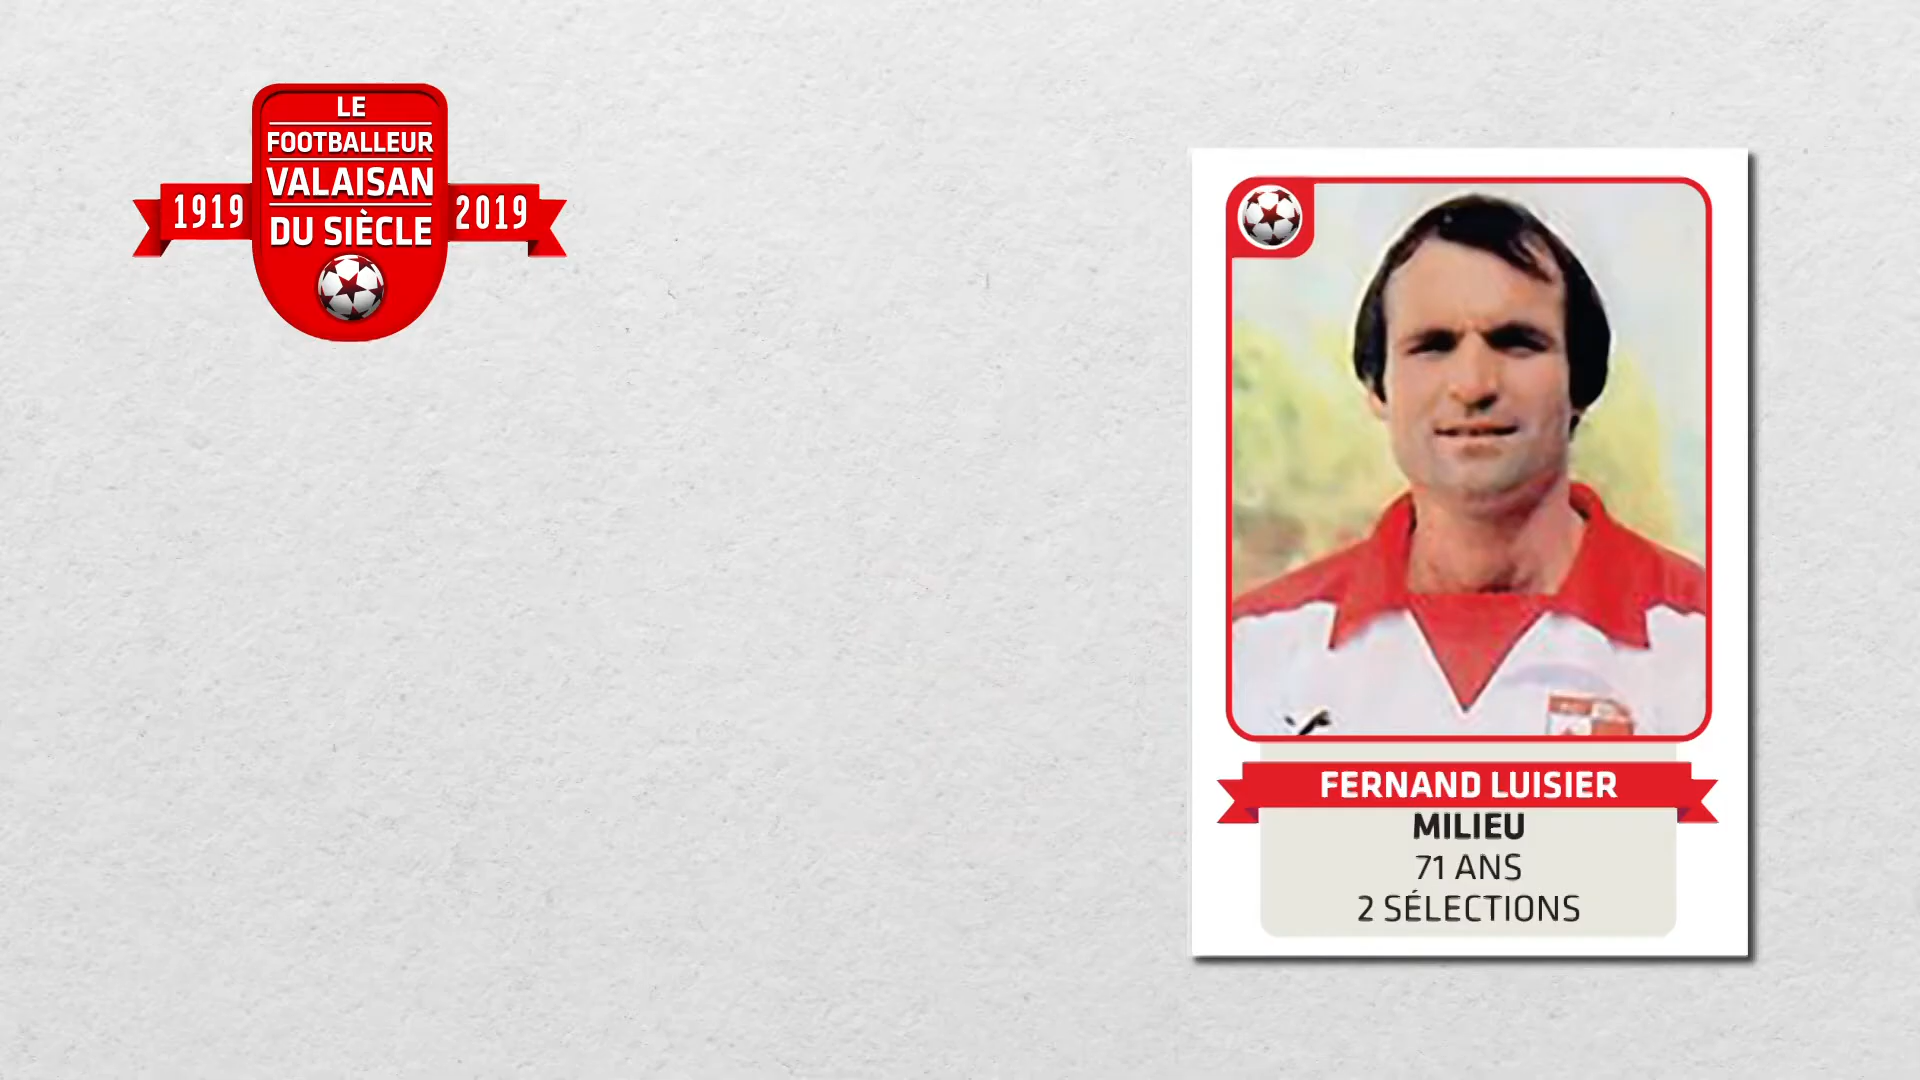 LE
FOOTBALLEUR
VALAISAN
DU SIÈCLE
1919
2019
FERNAND LUISIER
MILIEU
71 ANS
2 SÉLECTIONS